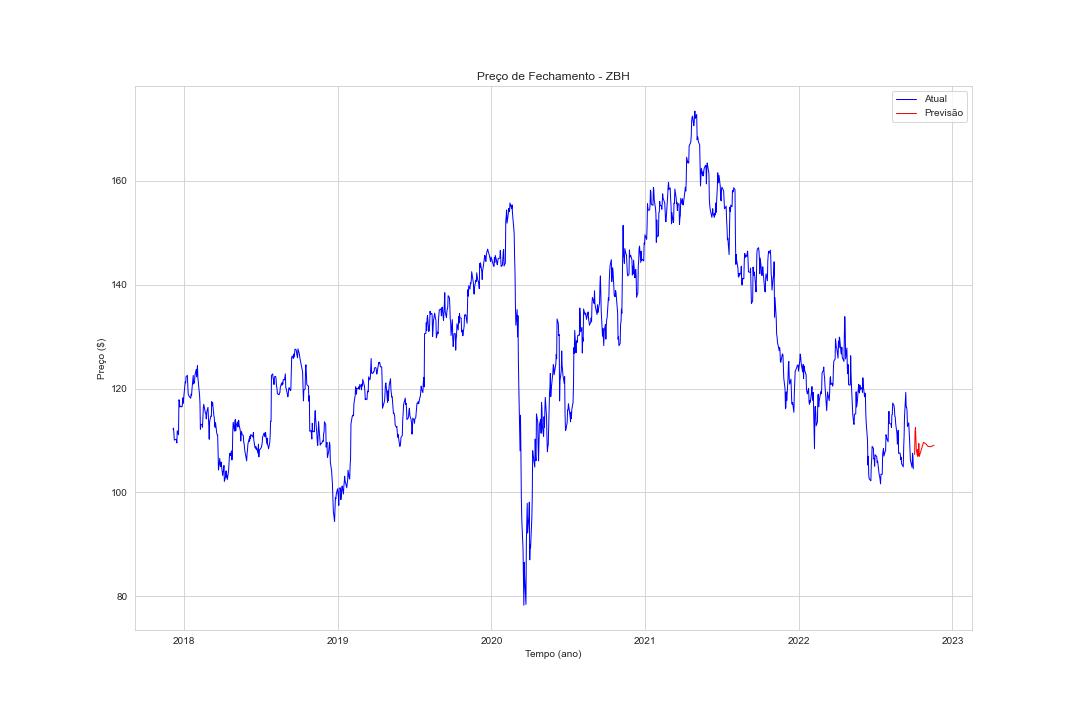 Preço de Fechamento - ZBH
Atual
Previsão
160
140
120
100
80
Preço ($)
2018
2019
2020
2021
2022
2023
Tempo (ano)